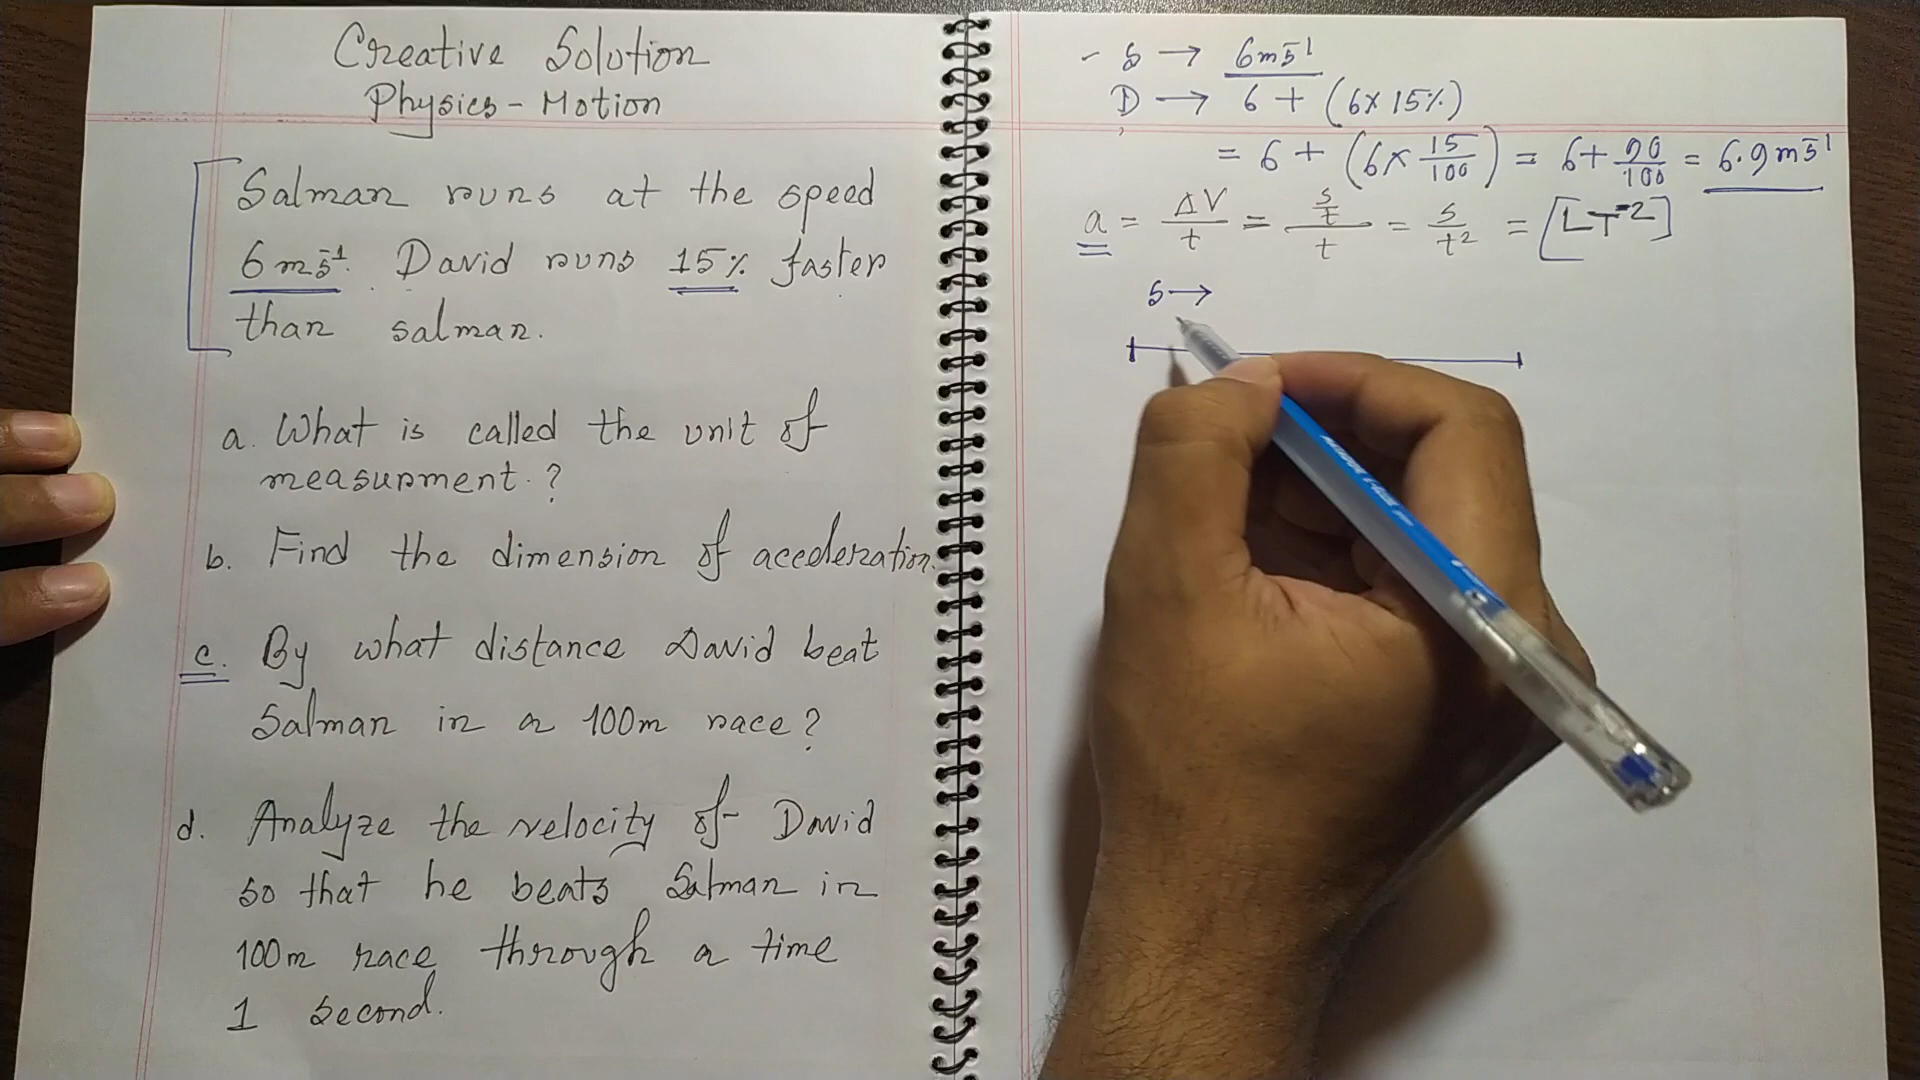 Creative Solution
Physics - Motion
Salman runs at the speed
6 ms⁻¹. David runs 15% faster
than salman.
a. What is called the unit of
measurment.?
b. Find the dimension of acceleration.
c. By what distance David beat
Salman in a 100m race?
d. Analyze the velocity of David
so that he beats Salman in
100m race through a time
1 second.
- S → 6ms⁻¹
D → 6 + (6 x 15%)
= 6 + (6 x 15/100) = 6 + 90/100 = 6.9 ms⁻¹
a = ΔV/t = (s/t)/t = s/t² = [LT⁻²]
S →